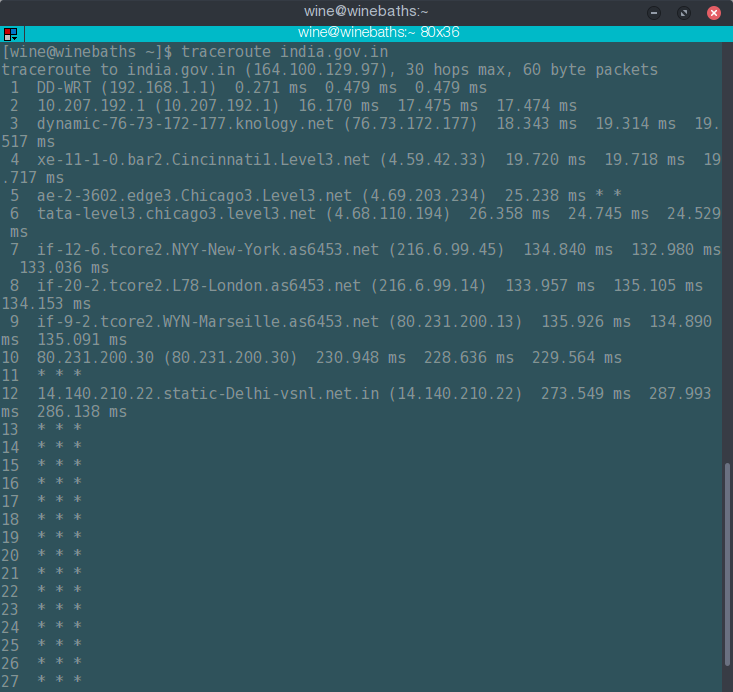 wine@winebaths:~
wine@winebaths:~ 80x36
[wine@winebaths ~]$ traceroute india.gov.in
traceroute to india.gov.in (164.100.129.97), 30 hops max, 60 byte packets
 1  DD-WRT (192.168.1.1)  0.271 ms  0.479 ms  0.479 ms
 2  10.207.192.1 (10.207.192.1)  16.170 ms  17.475 ms  17.474 ms
 3  dynamic-76-73-172-177.knology.net (76.73.172.177)  18.343 ms  19.314 ms  19.
517 ms
 4  xe-11-1-0.bar2.Cincinnati1.Level3.net (4.59.42.33)  19.720 ms  19.718 ms  19
.717 ms
 5  ae-2-3602.edge3.Chicago3.Level3.net (4.69.203.234)  25.238 ms * *
 6  tata-level3.chicago3.level3.net (4.68.110.194)  26.358 ms  24.745 ms  24.529
 ms
 7  if-12-6.tcore2.NYY-New-York.as6453.net (216.6.99.45)  134.840 ms  132.980 ms
  133.036 ms
 8  if-20-2.tcore2.L78-London.as6453.net (216.6.99.14)  133.957 ms  135.105 ms
134.153 ms
 9  if-9-2.tcore2.WYN-Marseille.as6453.net (80.231.200.13)  135.926 ms  134.890
ms  135.091 ms
10  80.231.200.30 (80.231.200.30)  230.948 ms  228.636 ms  229.564 ms
11  * * *
12  14.140.210.22.static-Delhi-vsnl.net.in (14.140.210.22)  273.549 ms  287.993
ms  286.138 ms
13  * * *
14  * * *
15  * * *
16  * * *
17  * * *
18  * * *
19  * * *
20  * * *
21  * * *
22  * * *
23  * * *
24  * * *
25  * * *
26  * * *
27  * * *